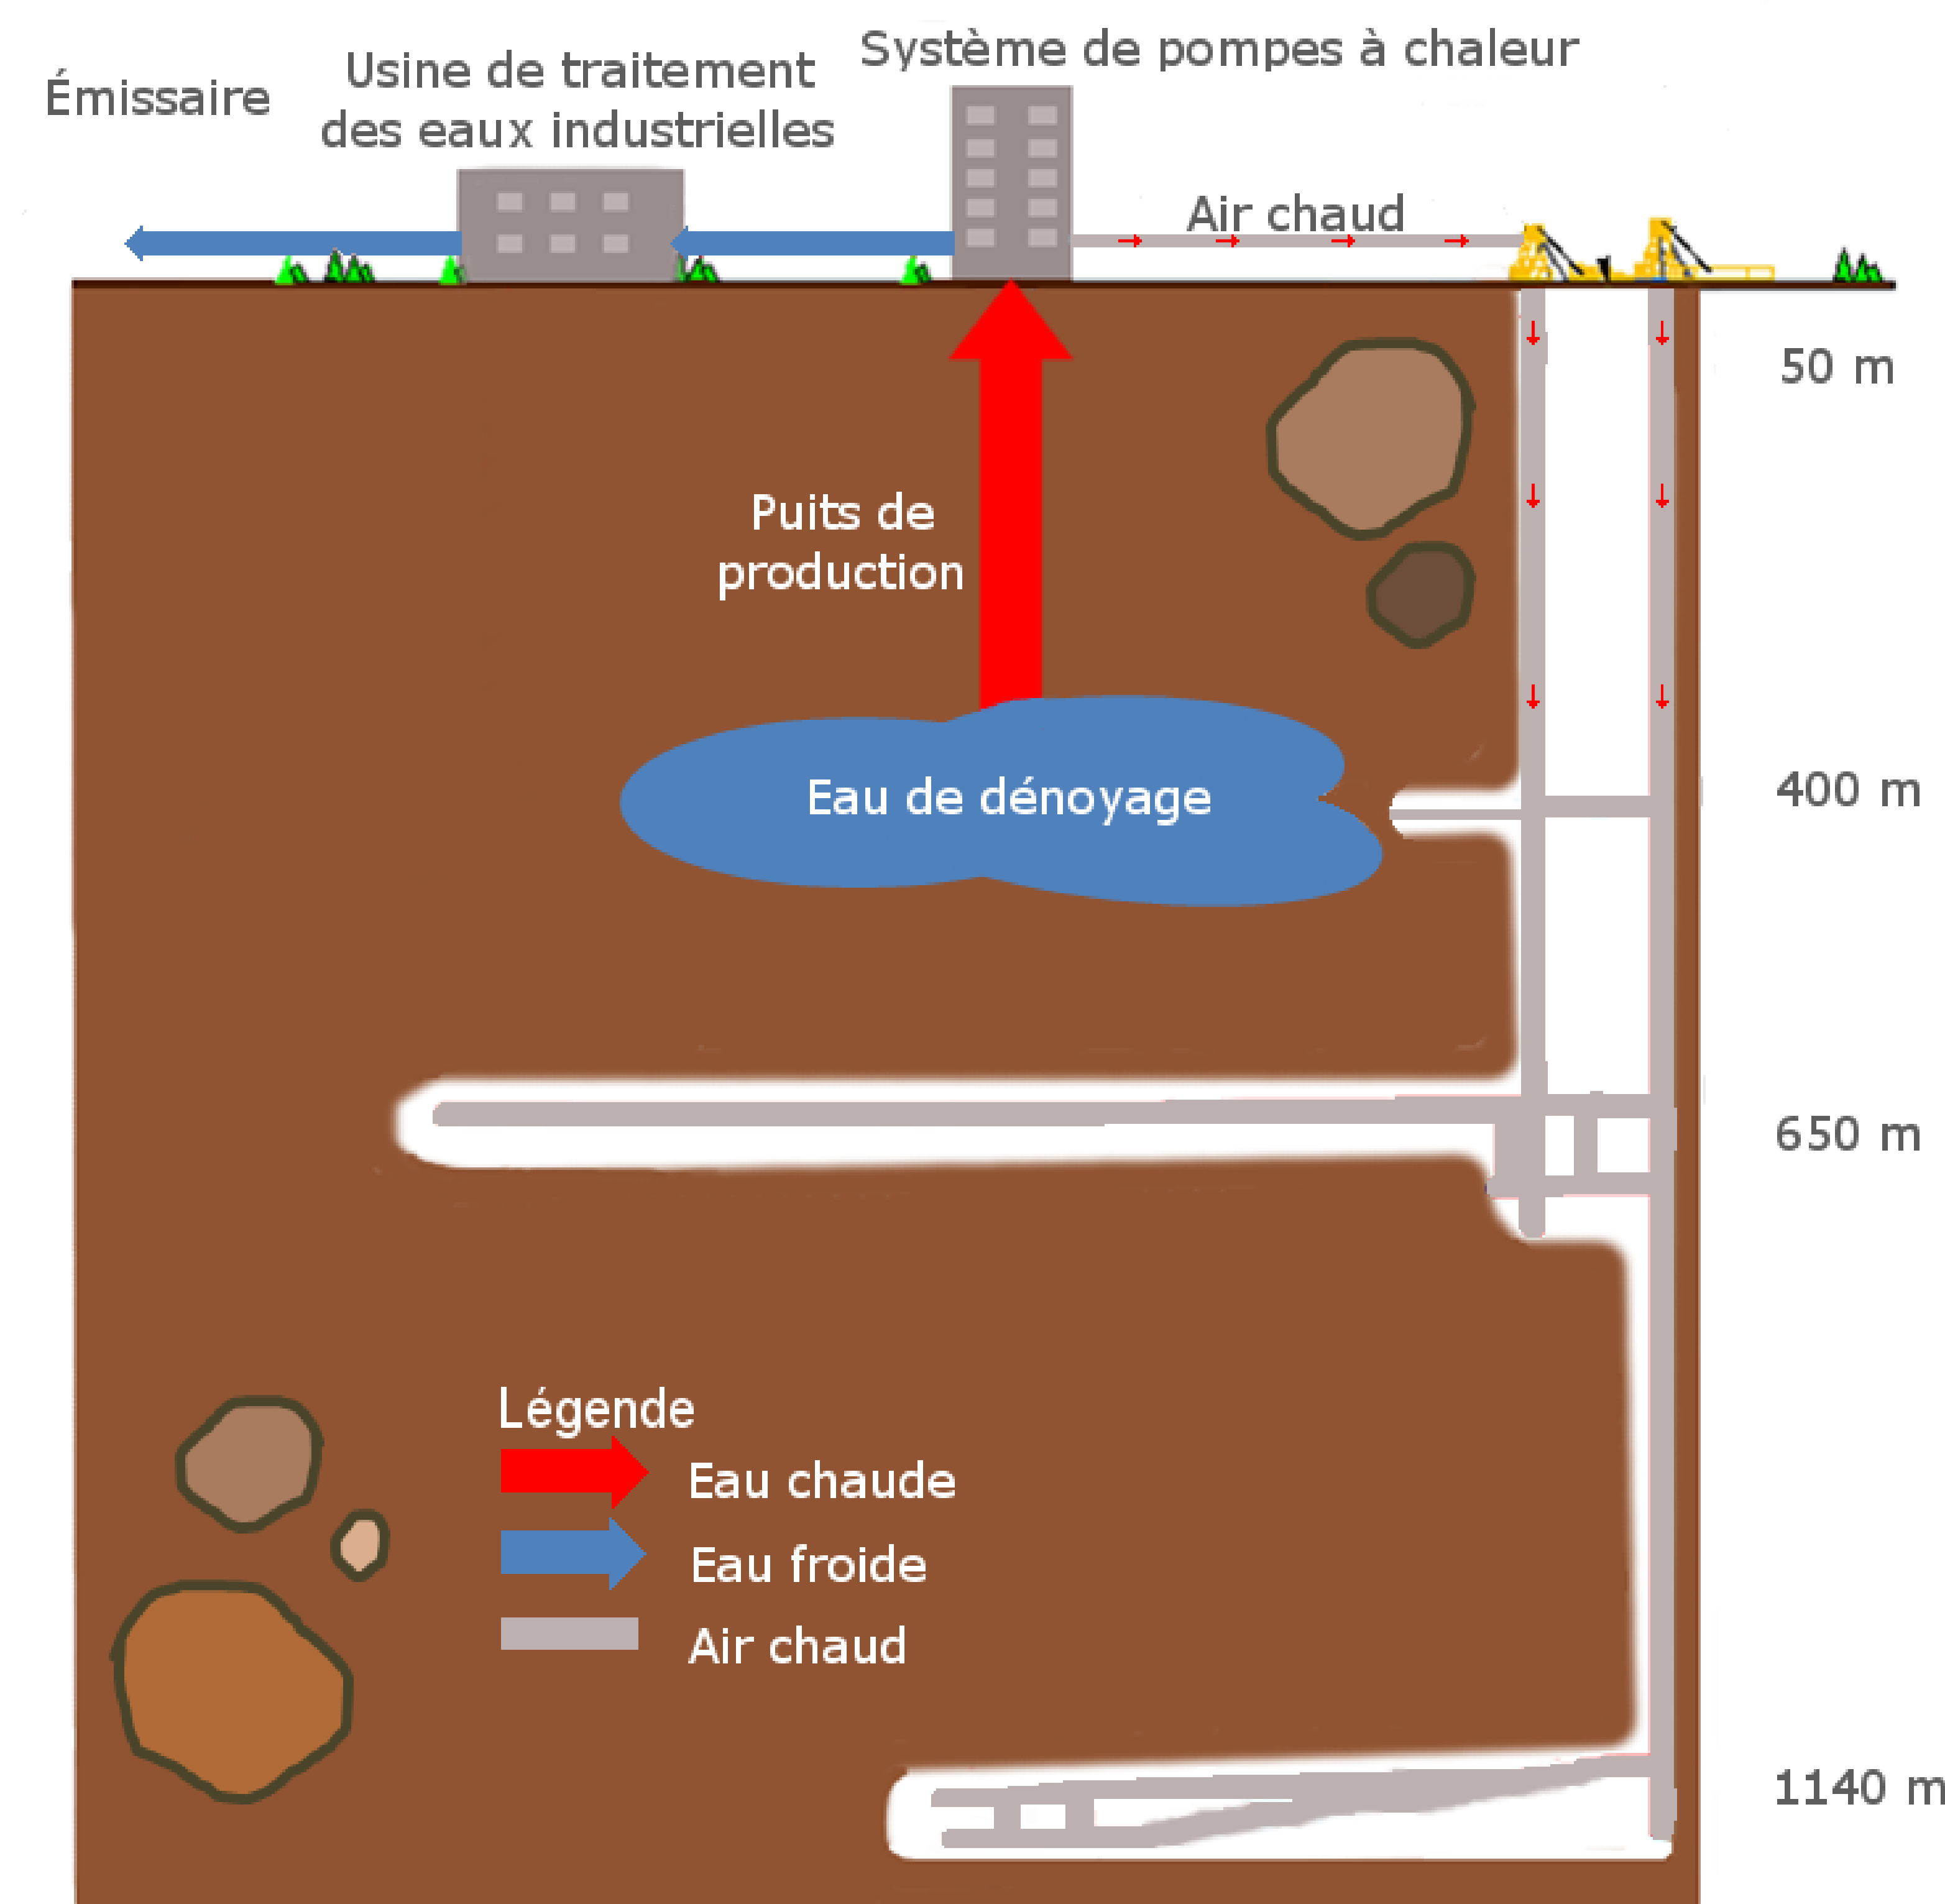 Émissaire
Usine de traitement
des eaux industrielles
Système de pompes à chaleur
Air chaud
50 m
Puits de
production
Eau de dénoyage
400 m
650 m
Légende
Eau chaude
Eau froide
Air chaud
1140 m